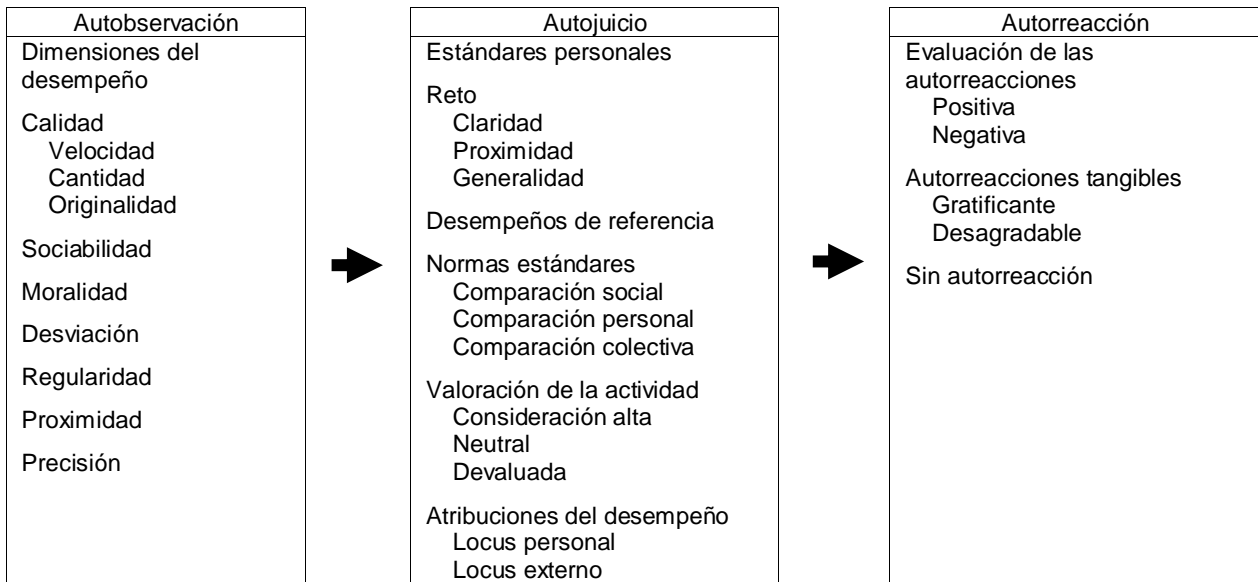 Autobservación
Dimensiones del
desempeño
Calidad
Velocidad
Cantidad
Originalidad
Sociabilidad
Moralidad
Desviación
Regularidad
Proximidad
Precisión
Autojuicio
Estándares personales
Reto
Claridad
Proximidad
Generalidad
Desempeños de referencia
Normas estándares
Comparación social
Comparación personal
Comparación colectiva
Valoración de la actividad
Consideración alta
Neutral
Devaluada
Atribuciones del desempeño
Locus personal
Locus externo
Autorreacción
Evaluación de las
autorreacciones
Positiva
Negativa
Autorreacciones tangibles
Gratificante
Desagradable
Sin autorreacción